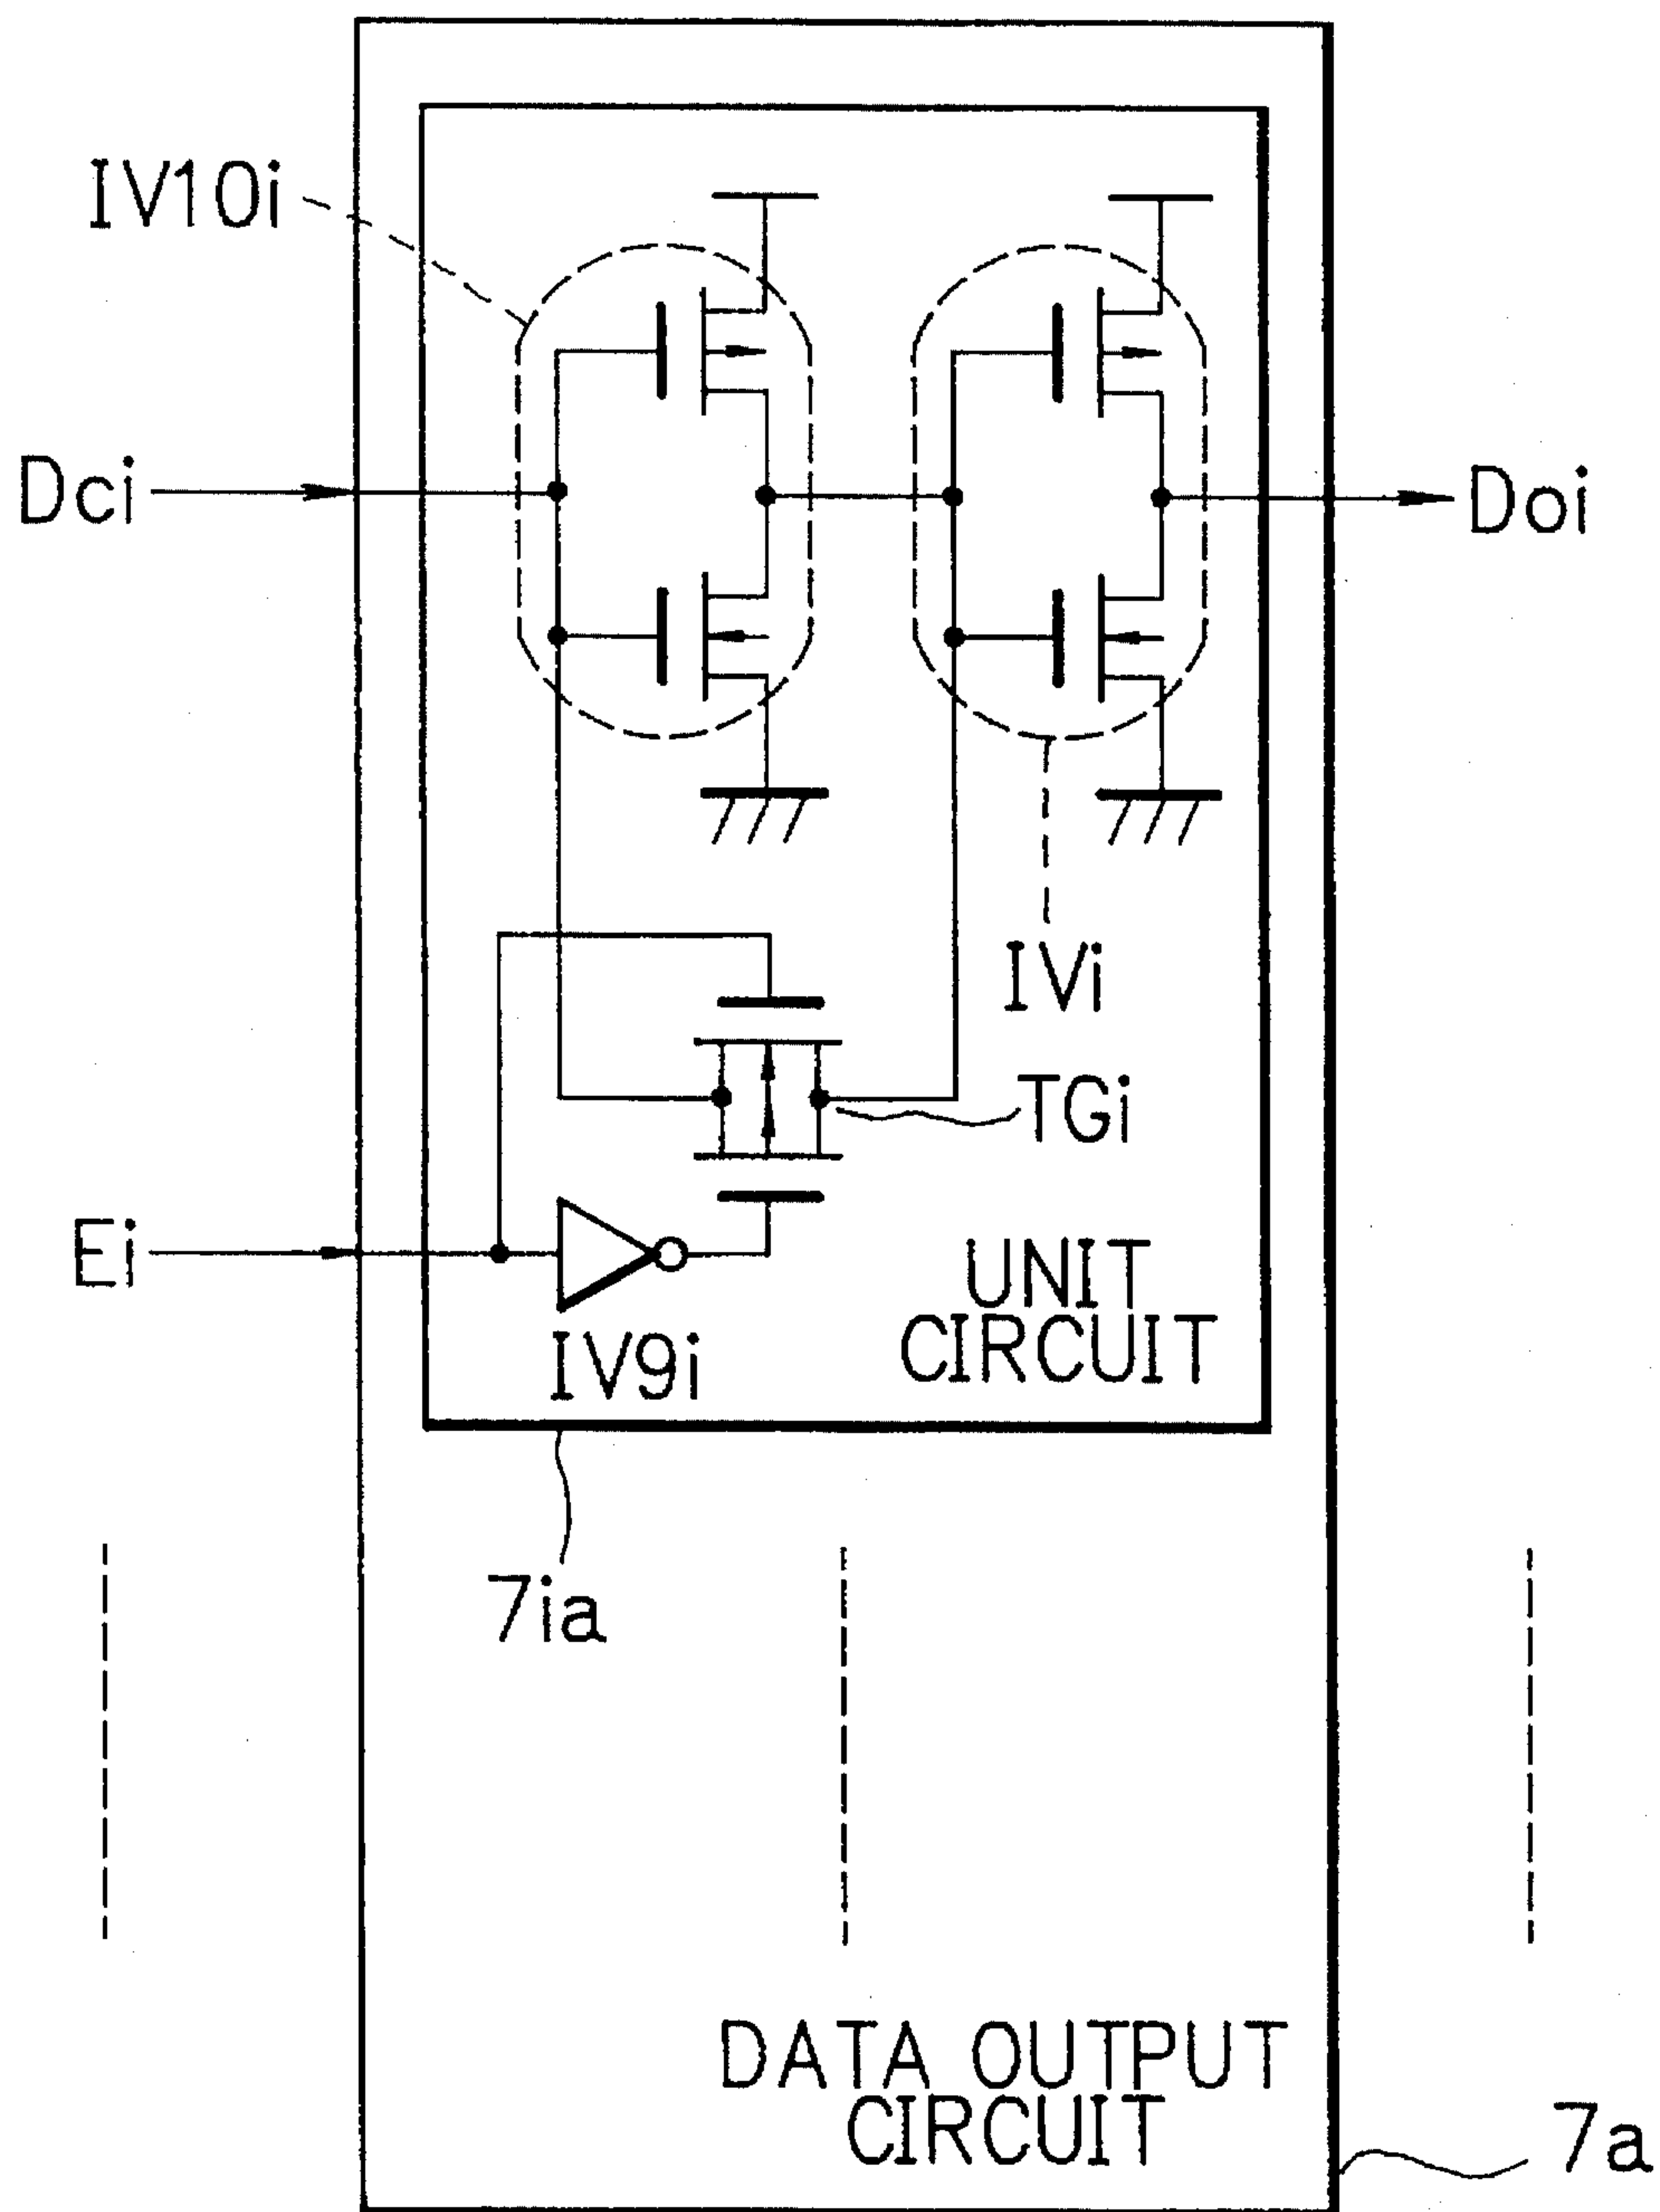 IV10i
Dci
Doi
IVi
TGi
Ei
UNIT
CIRCUIT
IV9i
7ia
DATA OUTPUT
CIRCUIT
7a